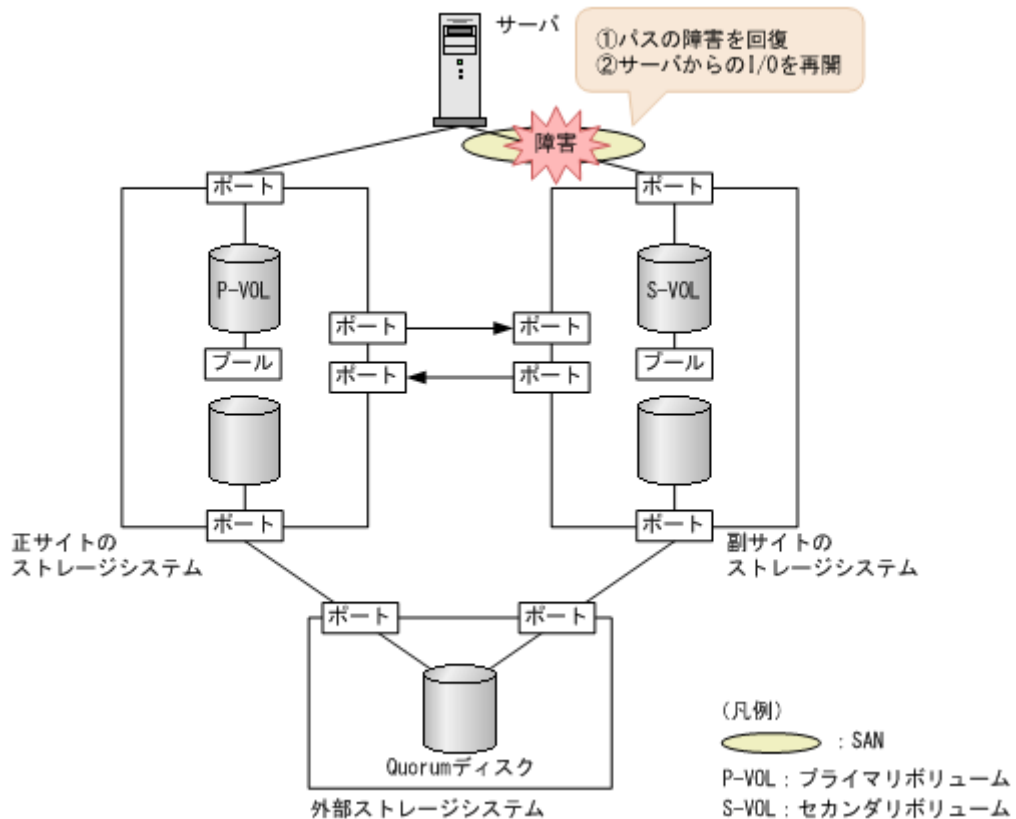 サーバ
①パスの障害を回復
②サーバからのI/Oを再開
障害
ポート
ポート
P-VOL
S-VOL
ポート
ポート
プール
プール
ポート
ポート
ポート
ポート
正サイトの
ストレージシステム
副サイトの
ストレージシステム
ポート
ポート
Quorumディスク
外部ストレージシステム
(凡例)
：SAN
P-VOL：プライマリボリューム
S-VOL：セカンダリボリューム